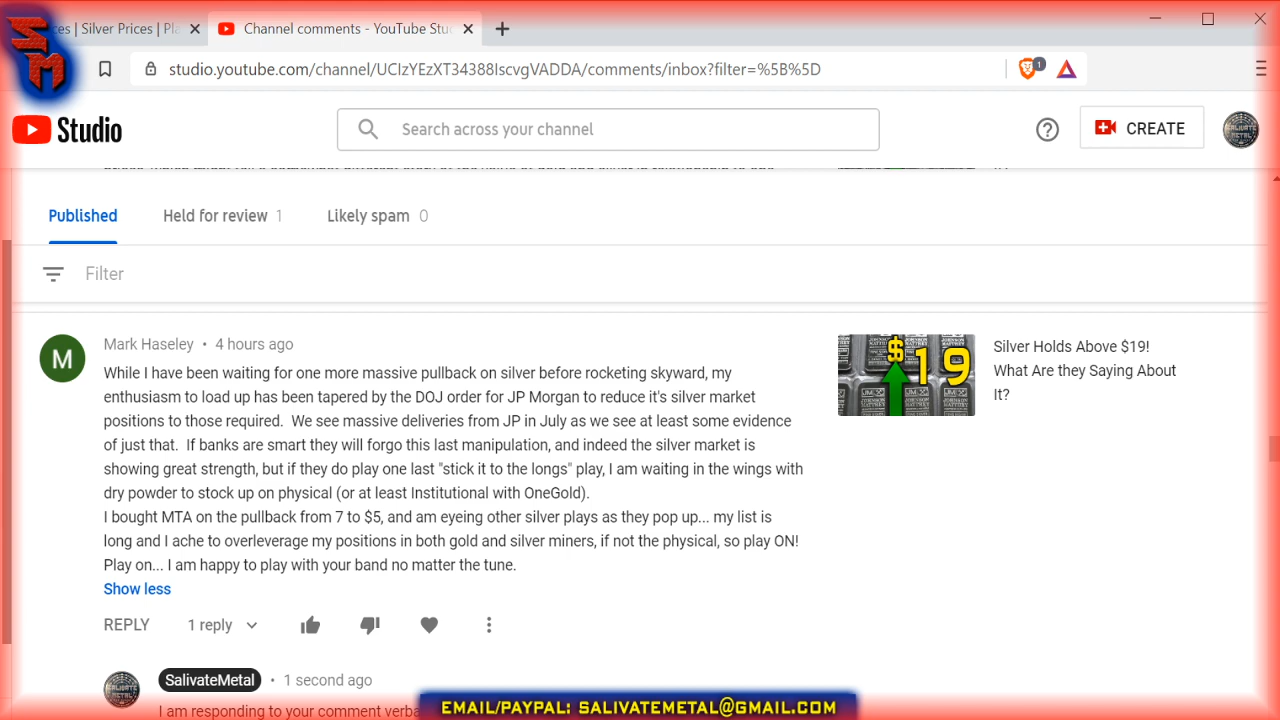 SM
es | Silver Prices | Pla
Channel comments - YouTube Stu
studio.youtube.com/channel/UCIzYEzXT34388IscvgVADDA/comments/inbox?filter=%5B%5D
1
Studio
Search across your channel
CREATE
Published
Held for review 1
Likely spam 0
Filter
M
Mark Haseley • 4 hours ago
While I have been waiting for one more massive pullback on silver before rocketing skyward, my
enthusiasm to load up has been tapered by the DOJ order for JP Morgan to reduce it's silver market
positions to those required. We see massive deliveries from JP in July as we see at least some evidence
of just that. If banks are smart they will forgo this last manipulation, and indeed the silver market is
showing great strength, but if they do play one last "stick it to the longs" play, I am waiting in the wings with
dry powder to stock up on physical (or at least Institutional with OneGold).
I bought MTA on the pullback from 7 to $5, and am eyeing other silver plays as they pop up... my list is
long and I ache to overleverage my positions in both gold and silver miners, if not the physical, so play ON!
Play on... I am happy to play with your band no matter the tune.
Show less
REPLY
1 reply
$19
Silver Holds Above $19!
What Are they Saying About
It?
SalivateMetal • 1 second ago
I am responding to your comment verba
EMAIL/PAYPAL: SALIVATEMETAL@GMAIL.COM